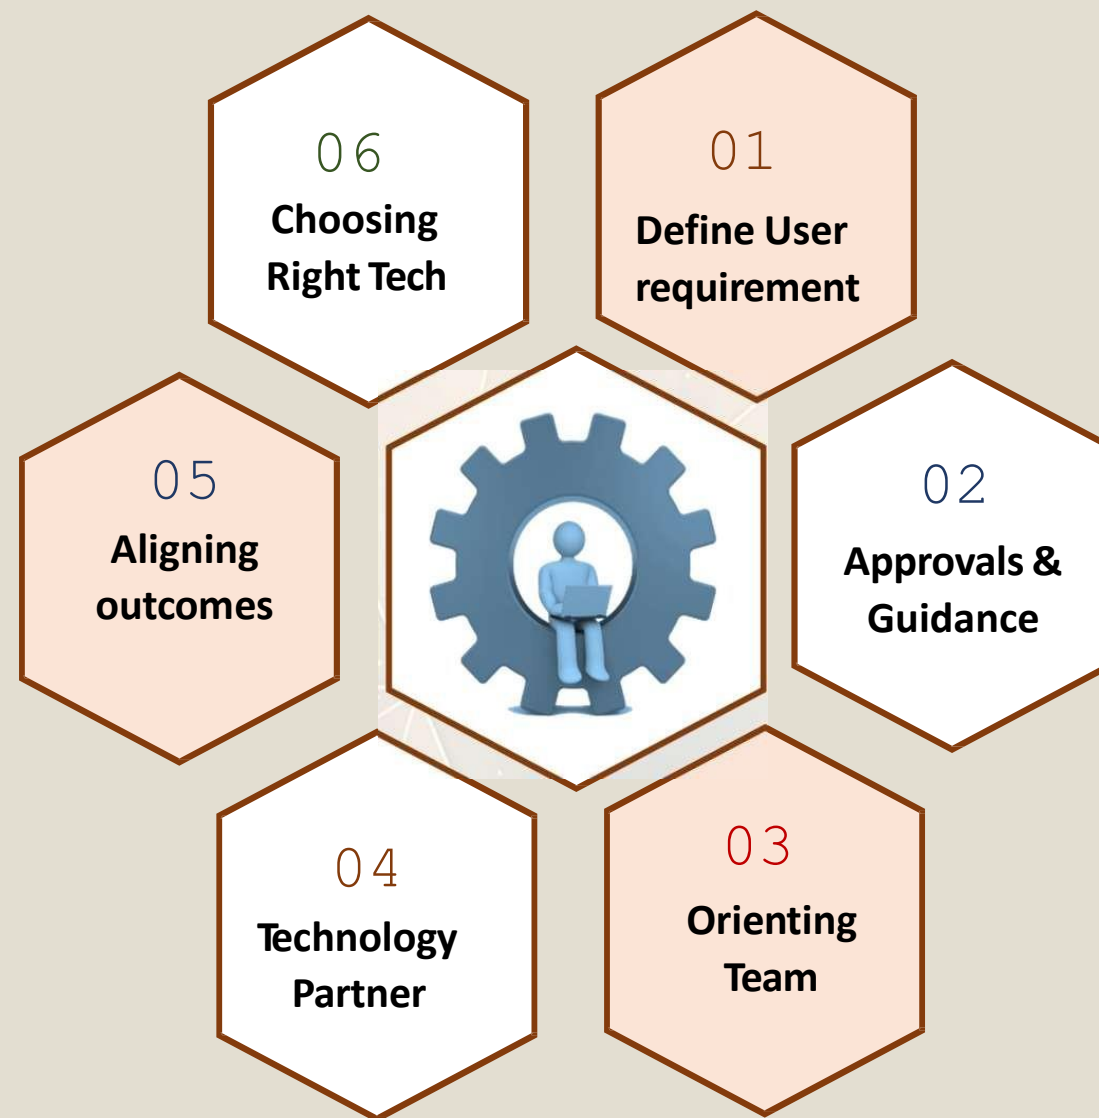 01
Define User
requirement
02
Approvals &
Guidance
03
Orienting
Team
04
Technology
Partner
05
Aligning
outcomes
06
Choosing
Right Tech